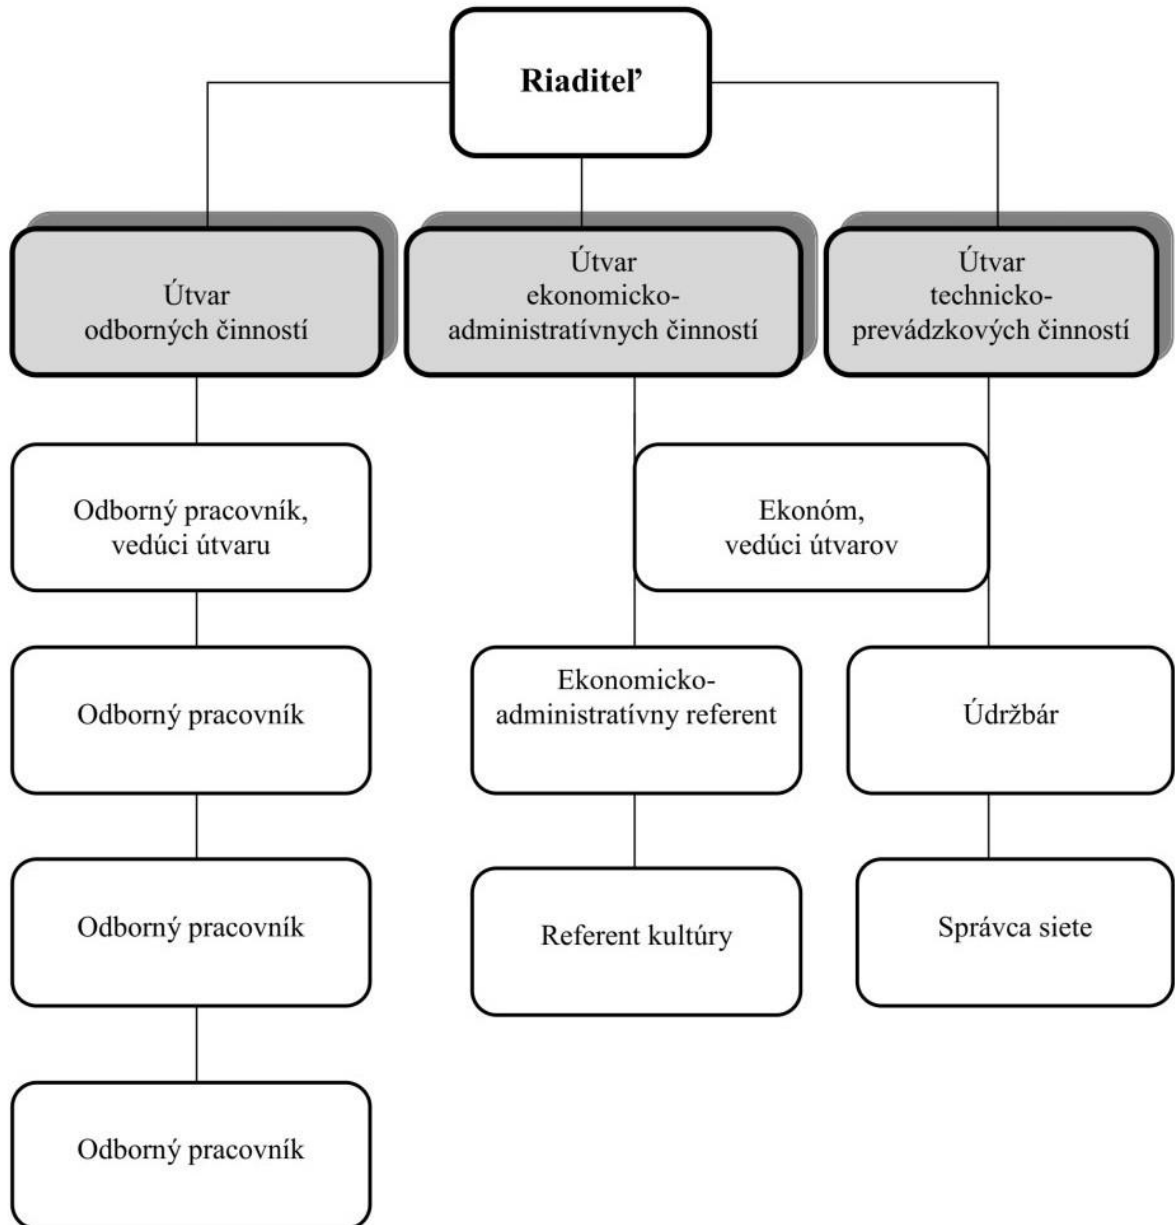 Riaditeľ
Útvar
odborných činností
Útvar
ekonomicko-
administratívnych činností
Útvar
technicko-
prevádzkových činností
Odborný pracovník,
vedúci útvaru
Ekonóm,
vedúci útvarov
Odborný pracovník
Ekonomicko-
administratívny referent
Údržbár
Odborný pracovník
Referent kultúry
Správca siete
Odborný pracovník